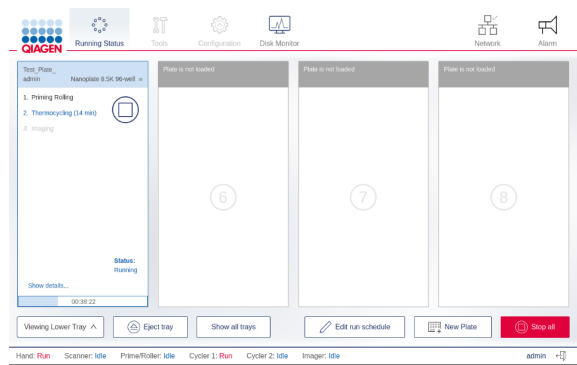 QIAGEN
Running Status
Tools
Configuration
Disk Monitor
Network
Alarm
Test_Plate_
admin Nanoplate 8.5K 96-well
1. Priming Rolling
2. Thermocycling (14 min)
3. Imaging
Status:
Running
Show details...
00:38:22
Plate is not loaded
6
Plate is not loaded
7
Plate is not loaded
8
Viewing Lower Tray
Eject tray
Show all trays
Edit run schedule
New Plate
Stop all
Hand: Run Scanner: Idle Prime/Roller: Idle Cycler 1: Run Cycler 2: Idle Imager: Idle admin